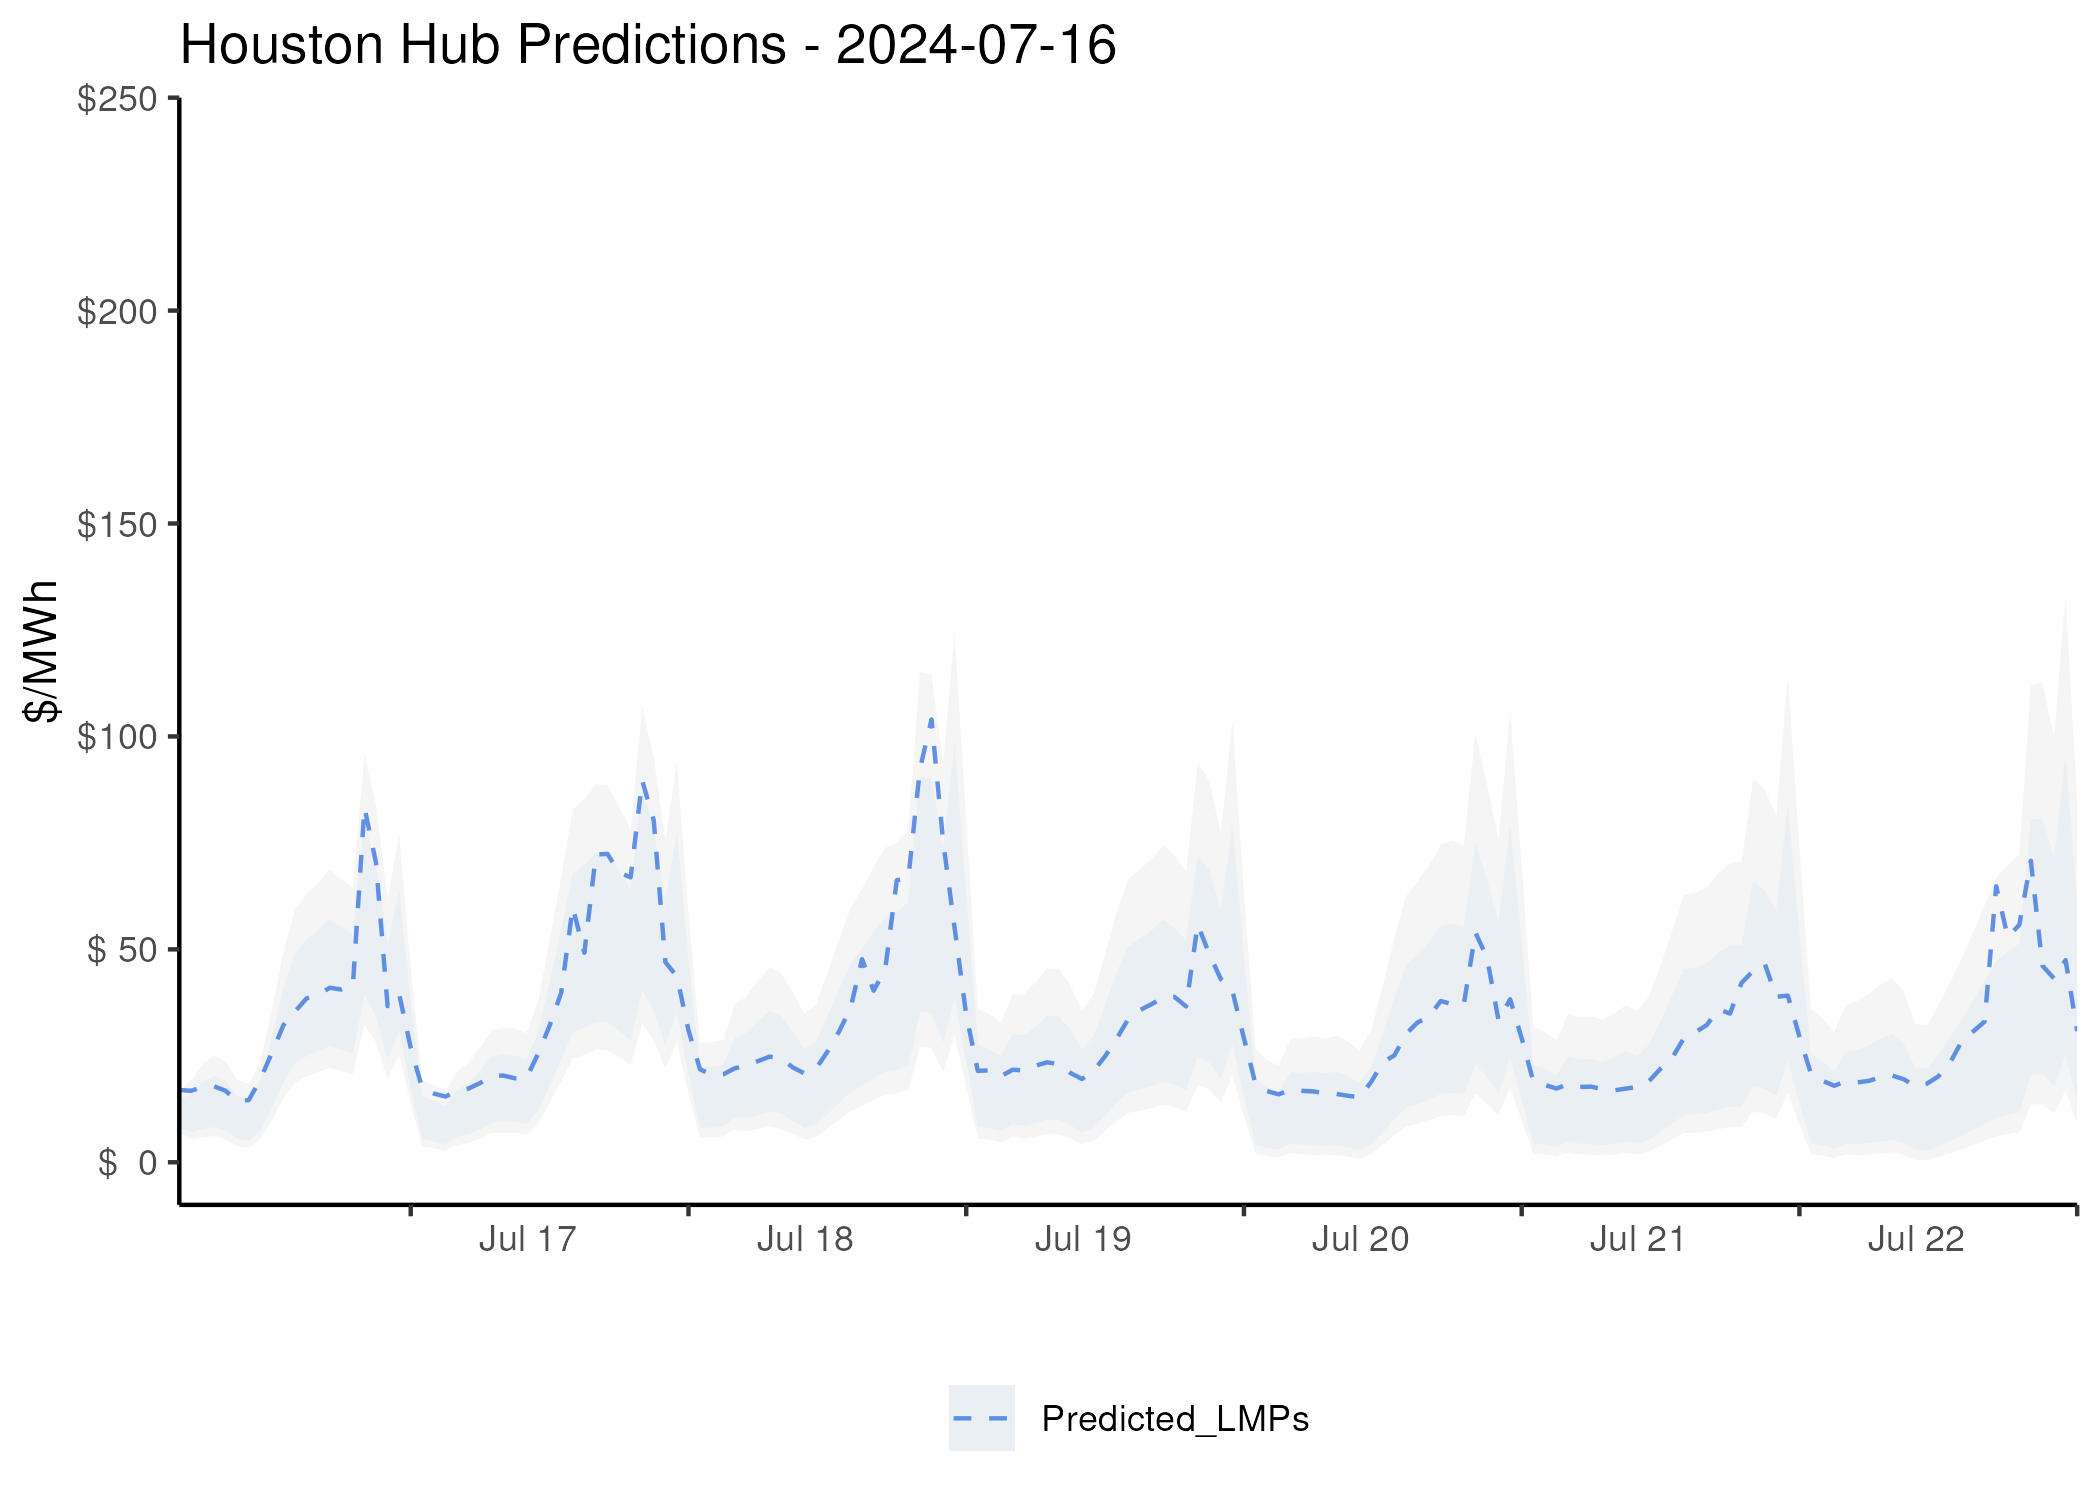 Houston Hub Predictions - 2024-07-16
$250
$200
$150
$100
$ 50
$  0
$/MWh
Jul 17
Jul 18
Jul 19
Jul 20
Jul 21
Jul 22
Predicted_LMPs